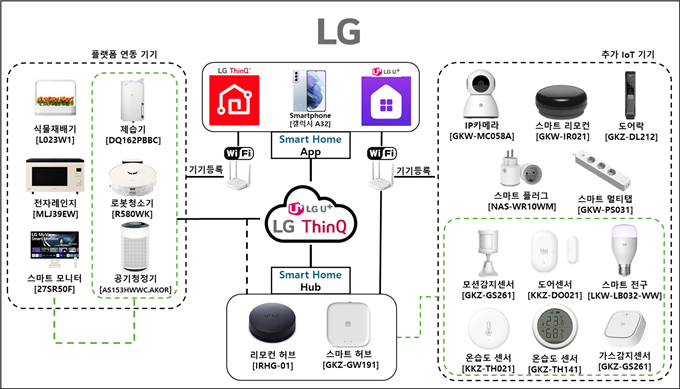 LG
플랫폼 연동 기기
추가 IoT 기기
LG ThinQ
LG U+
Smartphone
[갤럭시 A32]
Smart Home
App
WiFi
WiFi
기기등록
기기등록
식물재배기
[L023W1]
제습기
[DQ162PBBC]
전자레인지
[MLJ39EW]
로봇청소기
[R580WK]
LG MyView
Smart Monitor
스마트 모니터
[27SR50F]
공기청정기
[AS153HWWC.AKOR]
LG U+
LG ThinQ
Smart Home
Hub
리모컨 허브
[IRHG-01]
스마트 허브
[GKZ-GW191]
IP카메라
[GKW-MC058A]
스마트 리모컨
[GKW-IR021]
도어락
[GKZ-DL212]
스마트 플러그
[NAS-WR10WM]
스마트 멀티탭
[GKW-PS031]
모션감지센서
[GKZ-GS261]
도어센서
[KKZ-DO021]
스마트 전구
[LKW-LB032-WW]
온습도 센서
[KKZ-TH021]
온습도 센서
[GKZ-TH141]
가스감지센서
[GKZ-GS261]